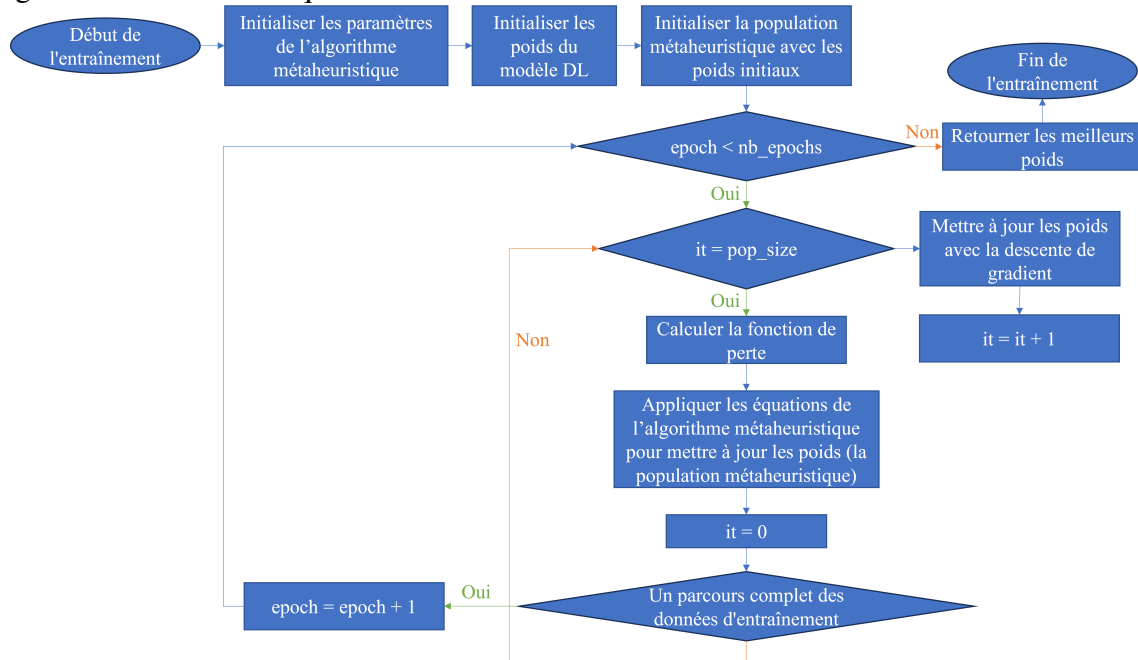 Début de
l'entraînement
Initialiser les paramètres
de l’algorithme
métaheuristique
Initialiser les
poids du
modèle DL
Initialiser la population
métaheuristique avec les
poids initiaux
Fin de
l'entraînement
epoch < nb_epochs
Non
Retourner les meilleurs
poids
Oui
it = pop_size
Mettre à jour les poids
avec la descente de
gradient
Oui
it = it + 1
Non
Calculer la fonction de
perte
Appliquer les équations de
l’algorithme métaheuristique
pour mettre à jour les poids (la
population métaheuristique)
it = 0
Un parcours complet des
données d'entraînement
Oui
epoch = epoch + 1